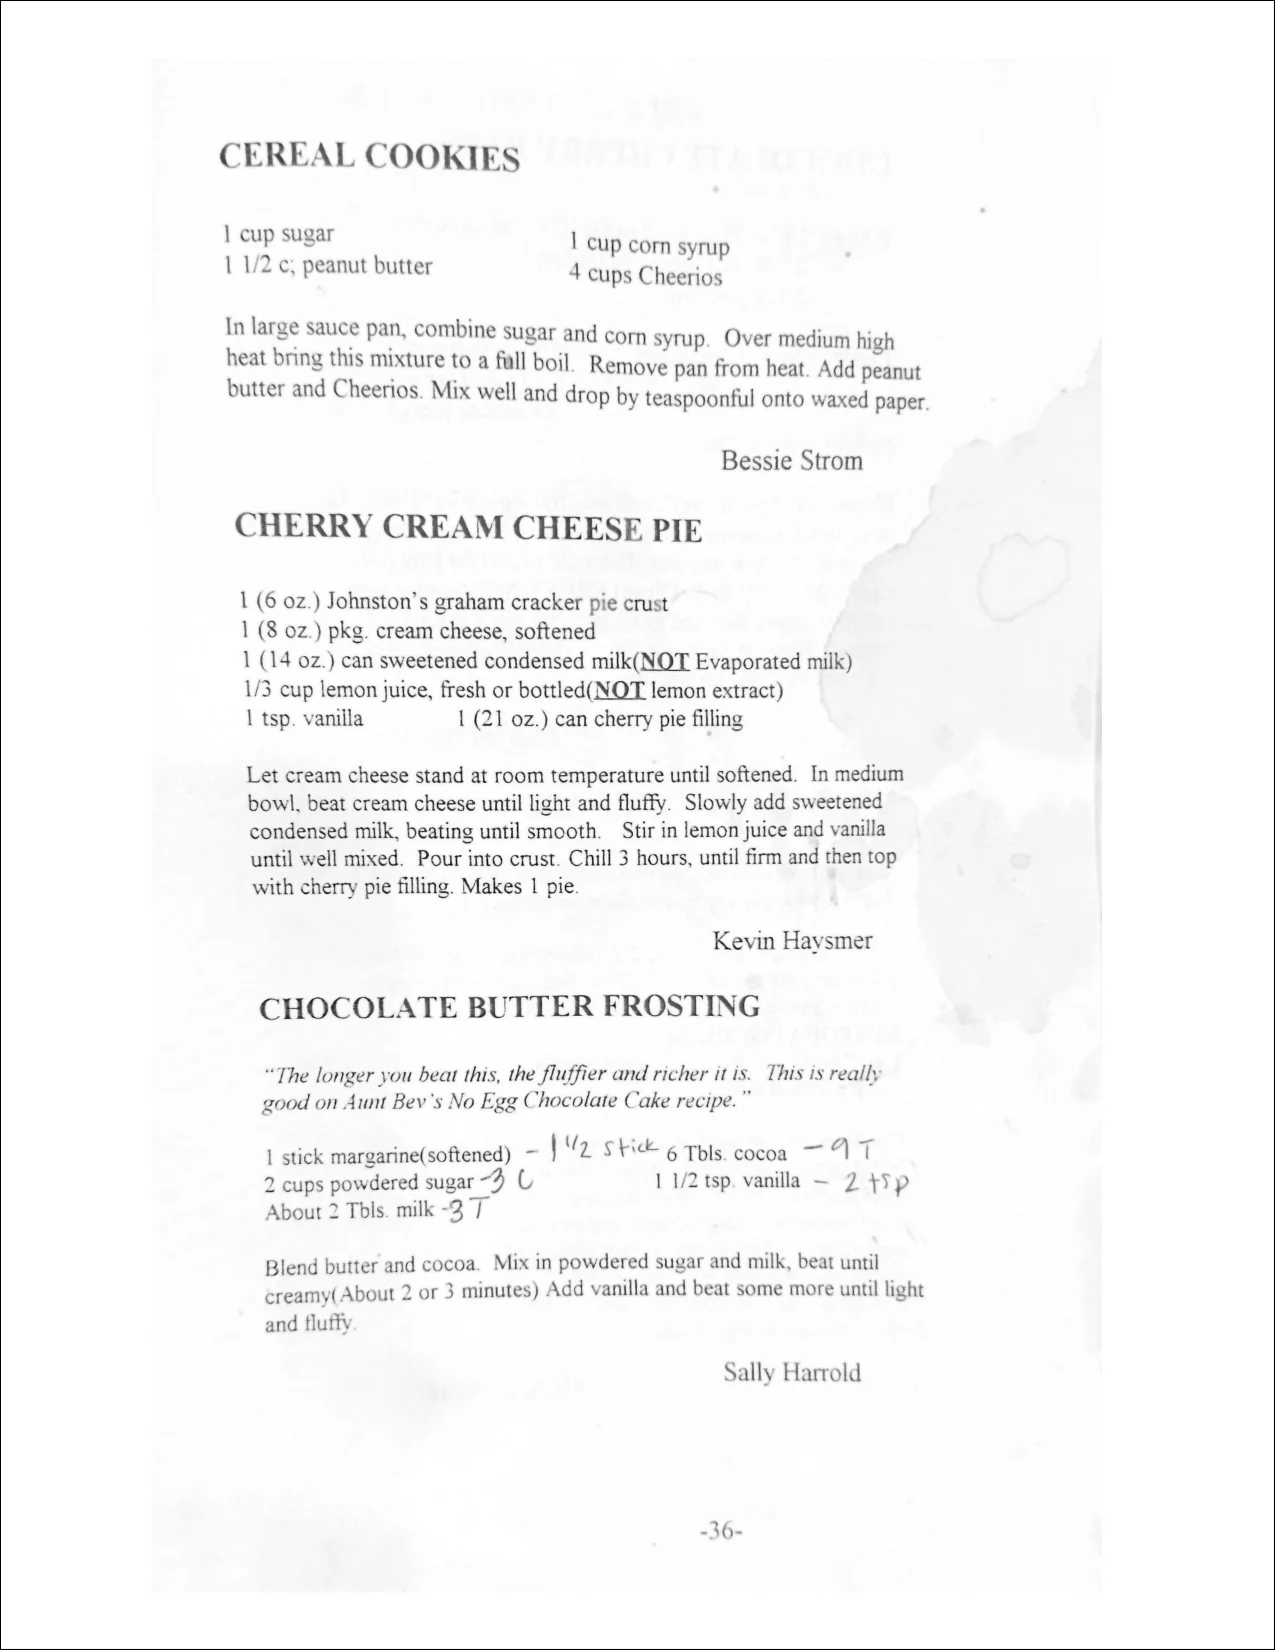 CEREAL COOKIES
1 cup sugar 1 cup corn syrup
1 1/2 c; peanut butter 4 cups Cheerios
In large sauce pan, combine sugar and corn syrup. Over medium high
heat bring this mixture to a full boil. Remove pan from heat. Add peanut
butter and Cheerios. Mix well and drop by teaspoonful onto waxed paper.
Bessie Strom
CHERRY CREAM CHEESE PIE
1 (6 oz.) Johnston's graham cracker pie crust
1 (8 oz.) pkg. cream cheese, softened
1 (14 oz.) can sweetened condensed milk(NOT Evaporated milk)
1/3 cup lemon juice, fresh or bottled(NOT lemon extract)
1 tsp. vanilla 1 (21 oz.) can cherry pie filling
Let cream cheese stand at room temperature until softened. In medium
bowl, beat cream cheese until light and fluffy. Slowly add sweetened
condensed milk, beating until smooth. Stir in lemon juice and vanilla
until well mixed. Pour into crust. Chill 3 hours, until firm and then top
with cherry pie filling. Makes 1 pie.
Kevin Haysmer
CHOCOLATE BUTTER FROSTING
"The longer you beat this, the fluffier and richer it is. This is really
good on Aunt Bev's No Egg Chocolate Cake recipe."
1 stick margarine(softened) - 1 1/2 stick 6 Tbls. cocoa - 9 T
2 cups powdered sugar - 3 C 1 1/2 tsp. vanilla - 2 tsp
About 2 Tbls. milk - 3 T
Blend butter and cocoa. Mix in powdered sugar and milk, beat until
creamy(About 2 or 3 minutes) Add vanilla and beat some more until light
and fluffy.
Sally Harrold
-36-